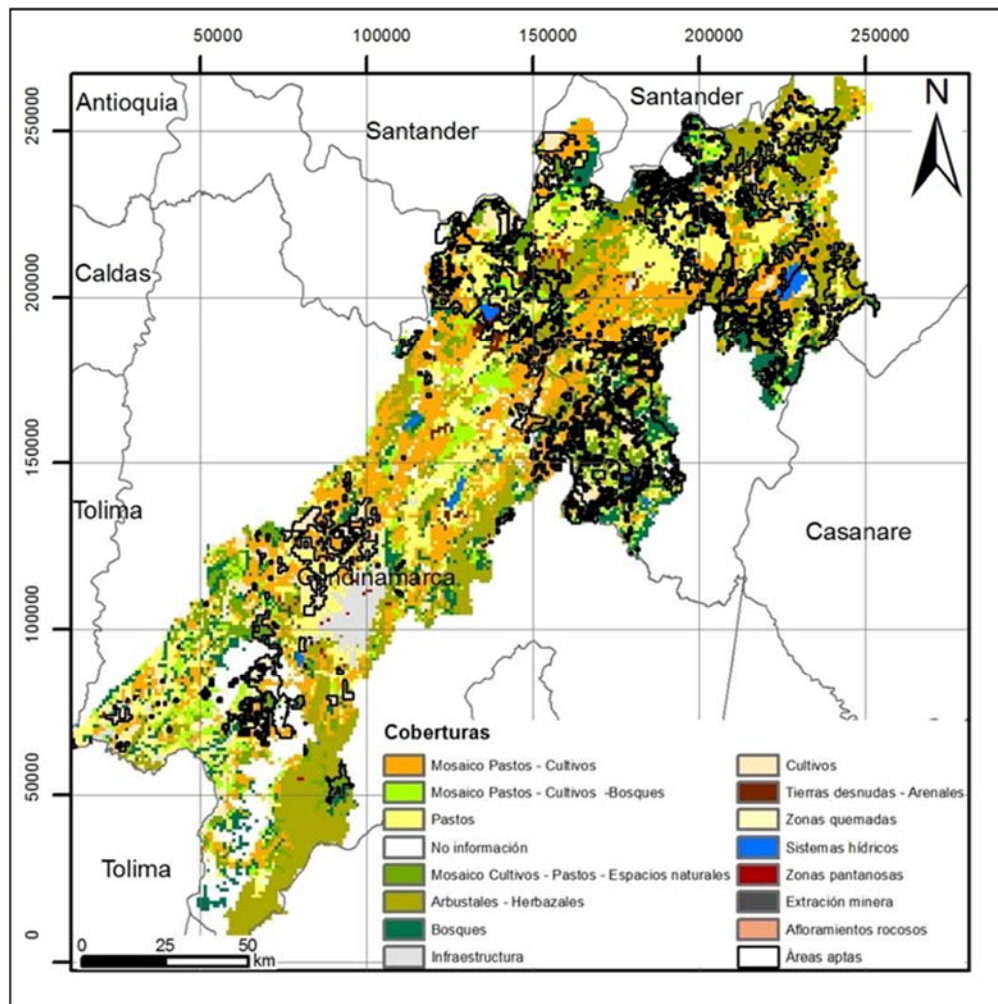 50000 100000 150000 200000 250000
Antioquia
Santander
Santander
N
250000
Caldas
200000
150000
Tolima
Casanare
Cundinamarca
100000
Coberturas
Mosaico Pastos - Cultivos
Mosaico Pastos - Cultivos -Bosques
Pastos
No información
Mosaico Cultivos - Pastos - Espacios naturales
Arbustales - Herbazales
Bosques
Infraestructura
Cultivos
Tierras desnudas - Arenales
Zonas quemadas
Sistemas hídricos
Zonas pantanosas
Extración minera
Afloramientos rocosos
Áreas aptas
50000
Tolima
0
0 25 50
km